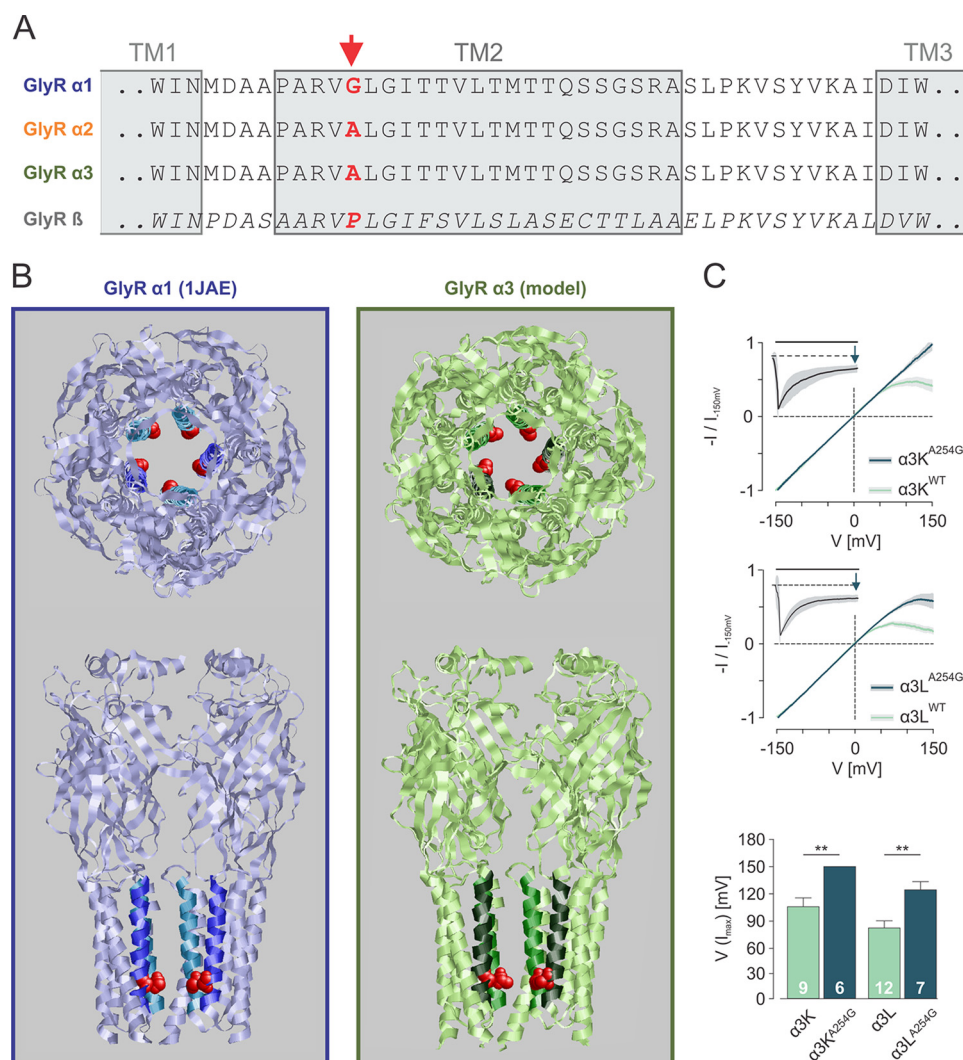 A
TM1 TM2 TM3
GlyR α1 ..WINMDAAPARVGLGITTVLTMTTQSSGSRASLPKVSYVKAIDIW..
GlyR α2 ..WINMDAAPARVALGITTVLTMTTQSSGSRASLPKVSYVKAIDIW..
GlyR α3 ..WINMDAAPARVALGITTVLTMTTQSSGSRASLPKVSYVKAIDIW..
GlyR ß ..WINPDASAARVPLGIFSVLSLASECTTLAAELPKVSYVKALDVW..
B
GlyR α1 (1JAE)
GlyR α3 (model)
C
1
0
-1
-I / I-150mV
α3KA254G
α3KWT
-150 0 150
V [mV]
1
0
-1
-I / I-150mV
α3LA254G
α3LWT
-150 0 150
V [mV]
150
120
90
60
30
0
V (Imax) [mV]
** **
9 6 12 7
α3K α3KA254G α3L α3LA254G